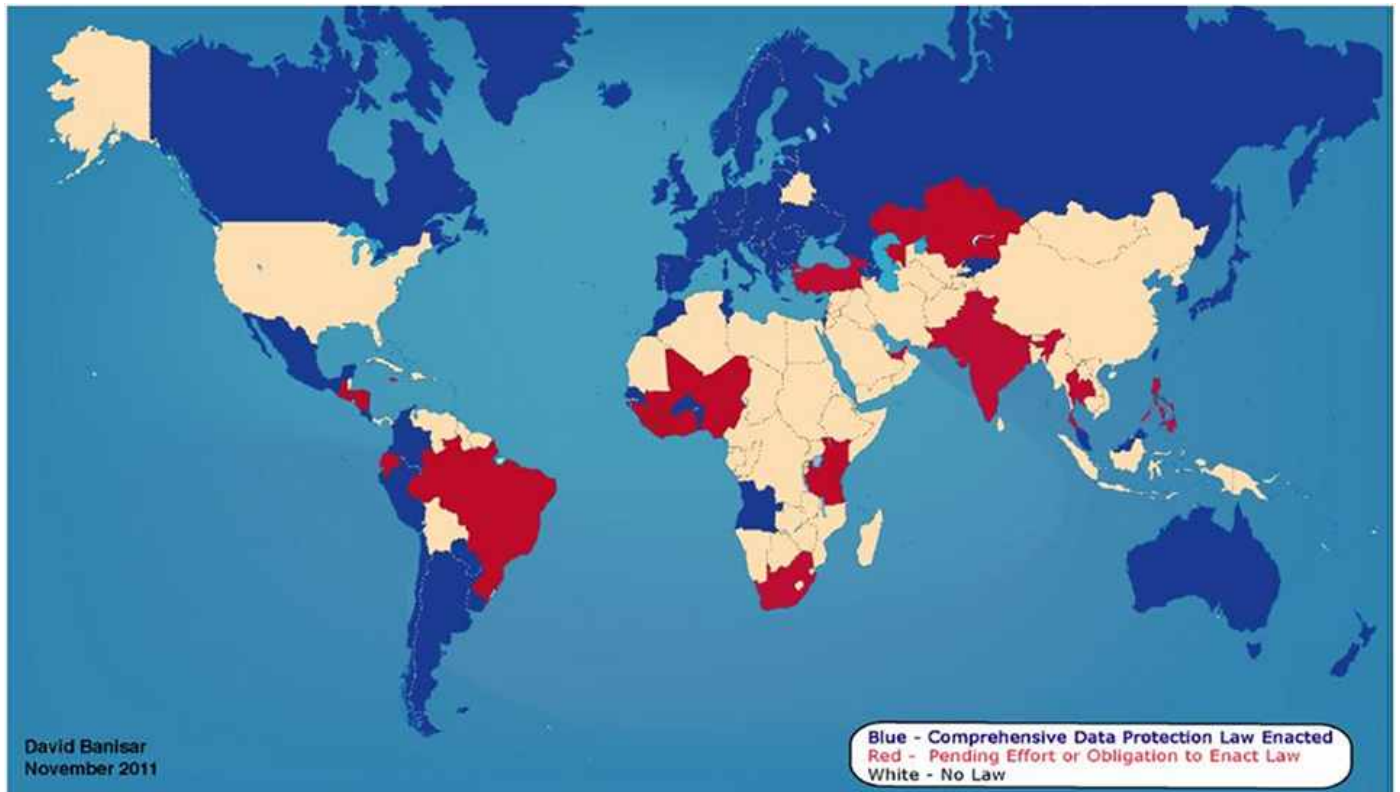 David Banisar
November 2011
Blue - Comprehensive Data Protection Law Enacted
Red - Pending Effort or Obligation to Enact Law
White - No Law